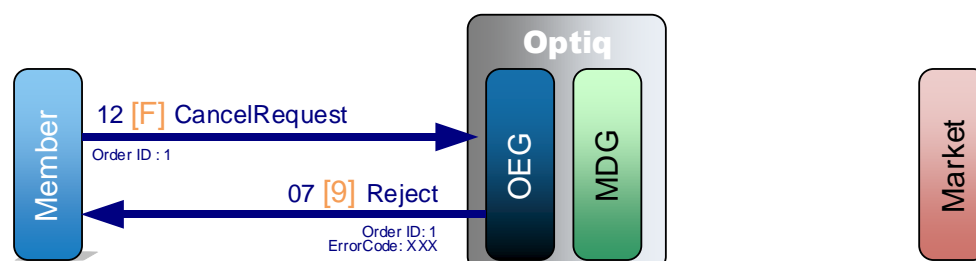 Optiq
Member
12 [F] CancelRequest
Order ID : 1
07 [9] Reject
Order ID: 1
ErrorCode: XXX
OEG
MDG
Market